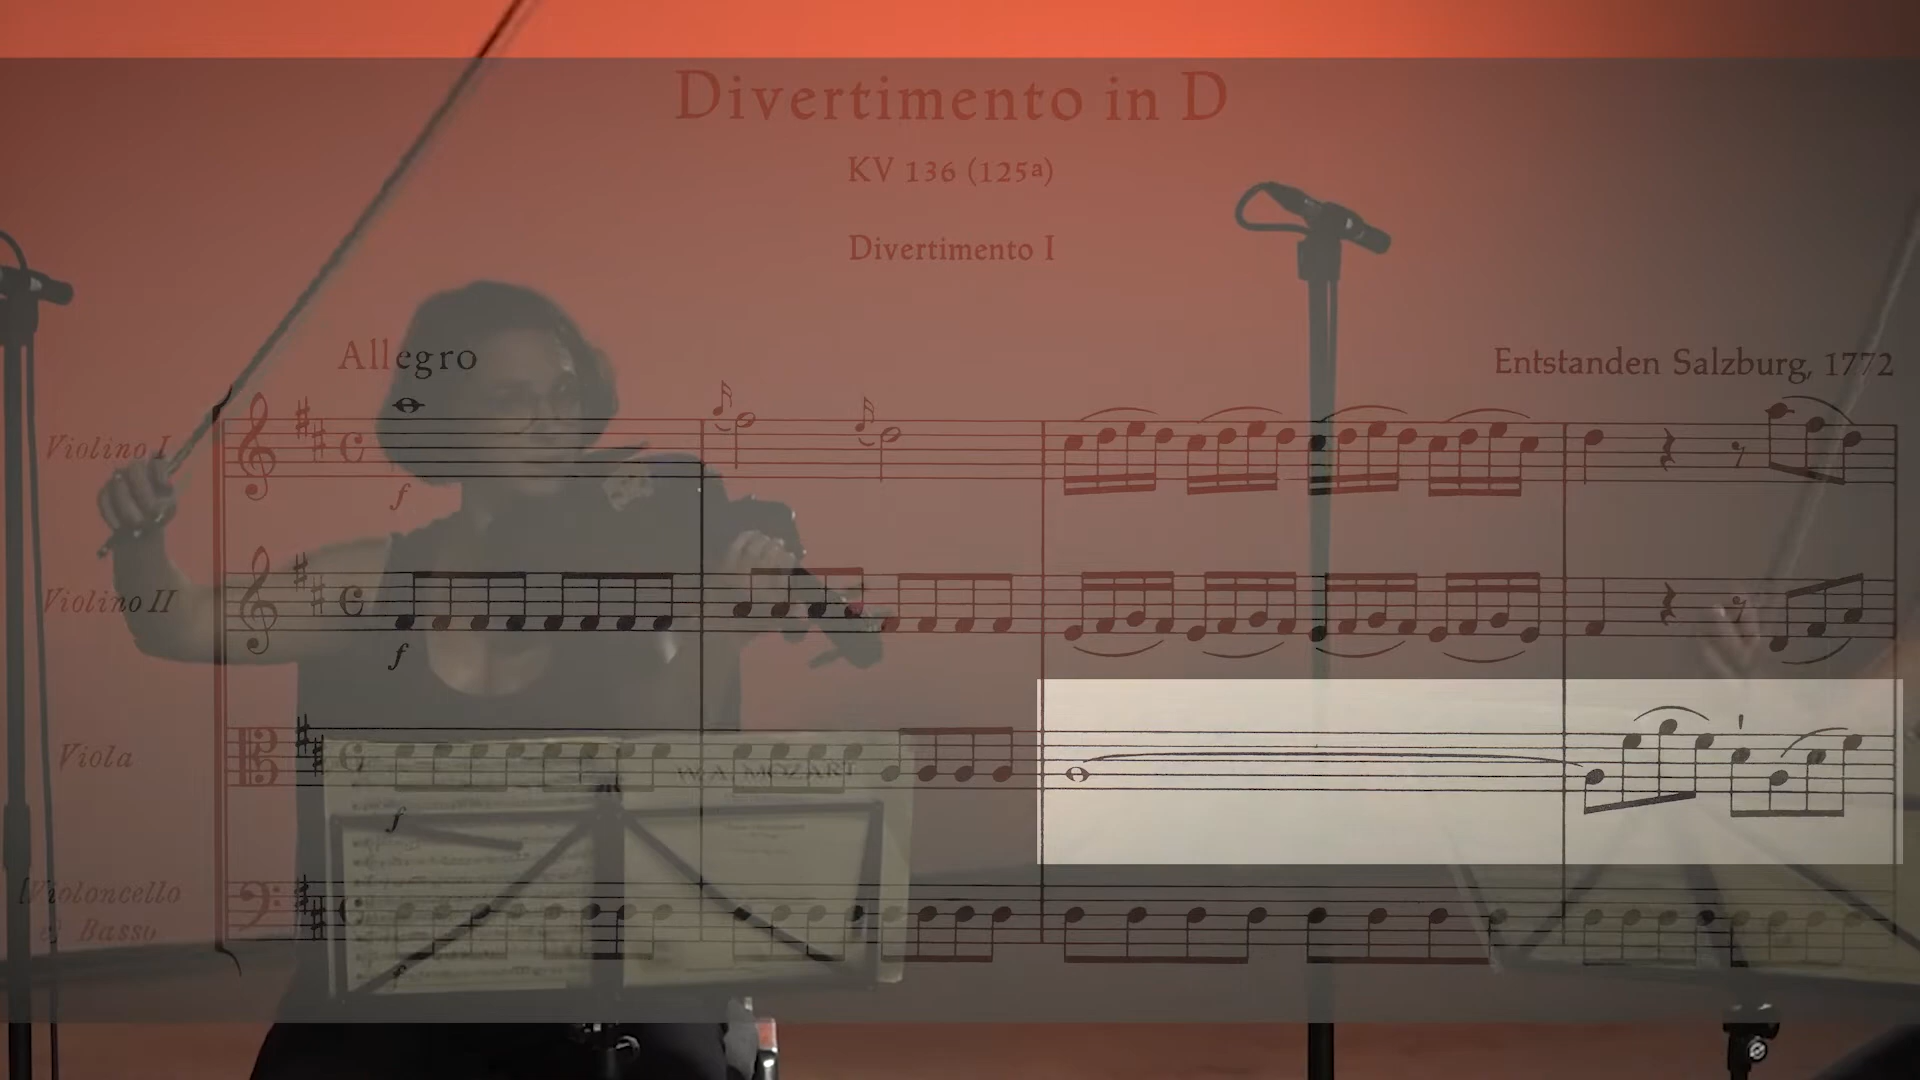 Divertimento in D
KV 136 (125a)
Divertimento I
Allegro
Entstanden Salzburg, 1772
Violino I
f
Violino II
f
Viola
W.A. MOZART
f
[Violoncello
e] Basso
f